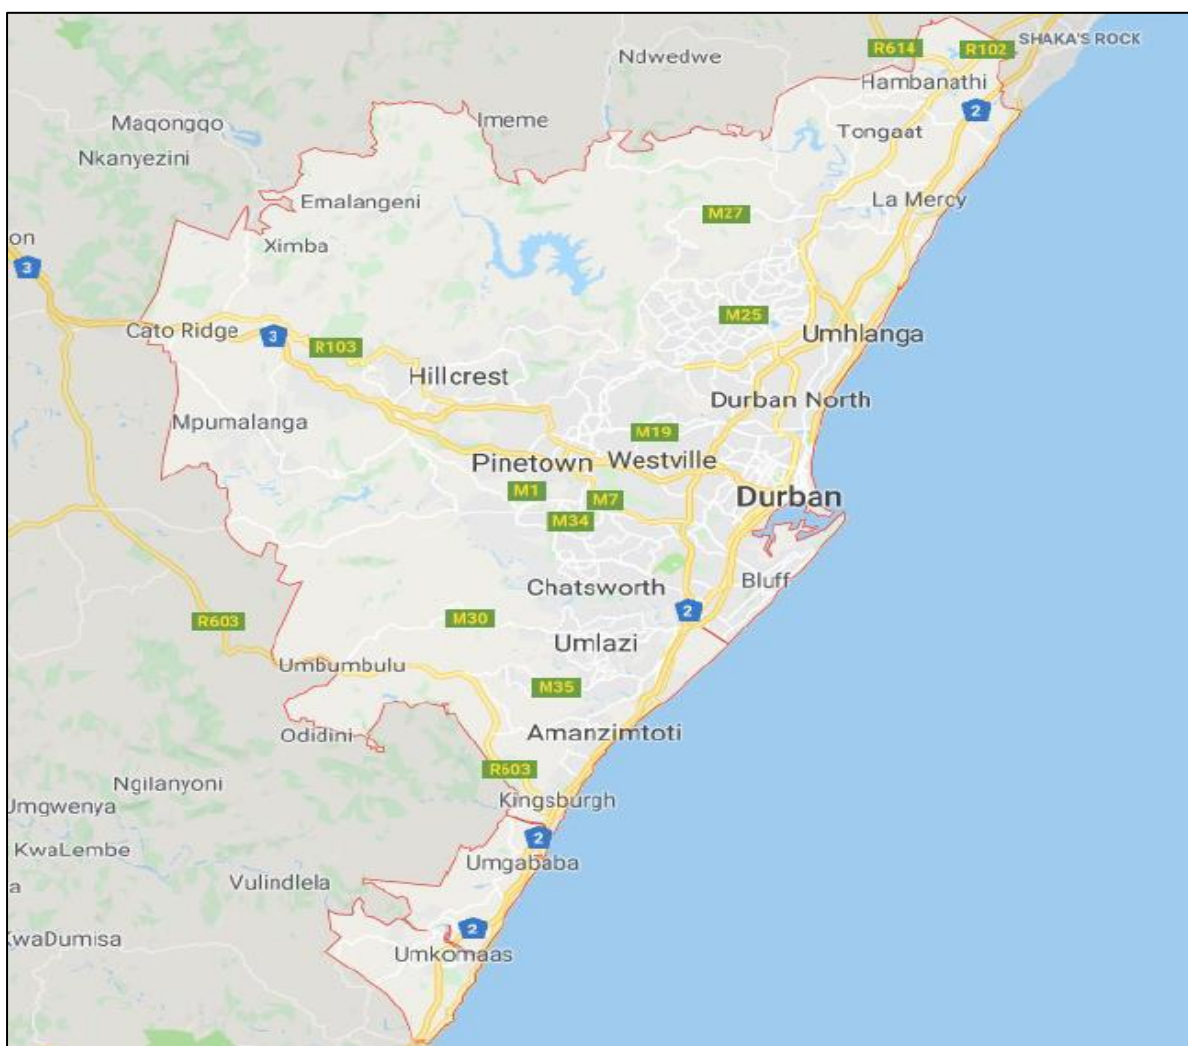 SHAKA'S ROCK
R614
R102
Ndwedwe
Hambanathi
2
Imeme
Maqongqo
Tongaat
Nkanyezini
Emalangeni
La Mercy
M27
on
Ximba
3
M25
Cato Ridge
3
R103
Umhlanga
Hillcrest
Durban North
Mpumalanga
M19
Pinetown
Westville
M1
M7
Durban
M34
Chatsworth
Bluff
2
R603
M30
Umlazi
Umbumbulu
M35
Odidini
Amanzimtoti
R603
Ngilanyoni
Kingsburgh
Umgwenya
2
KwaLembe
Umgababa
Vulindlela
a
2
KwaDumisa
Umkomaas